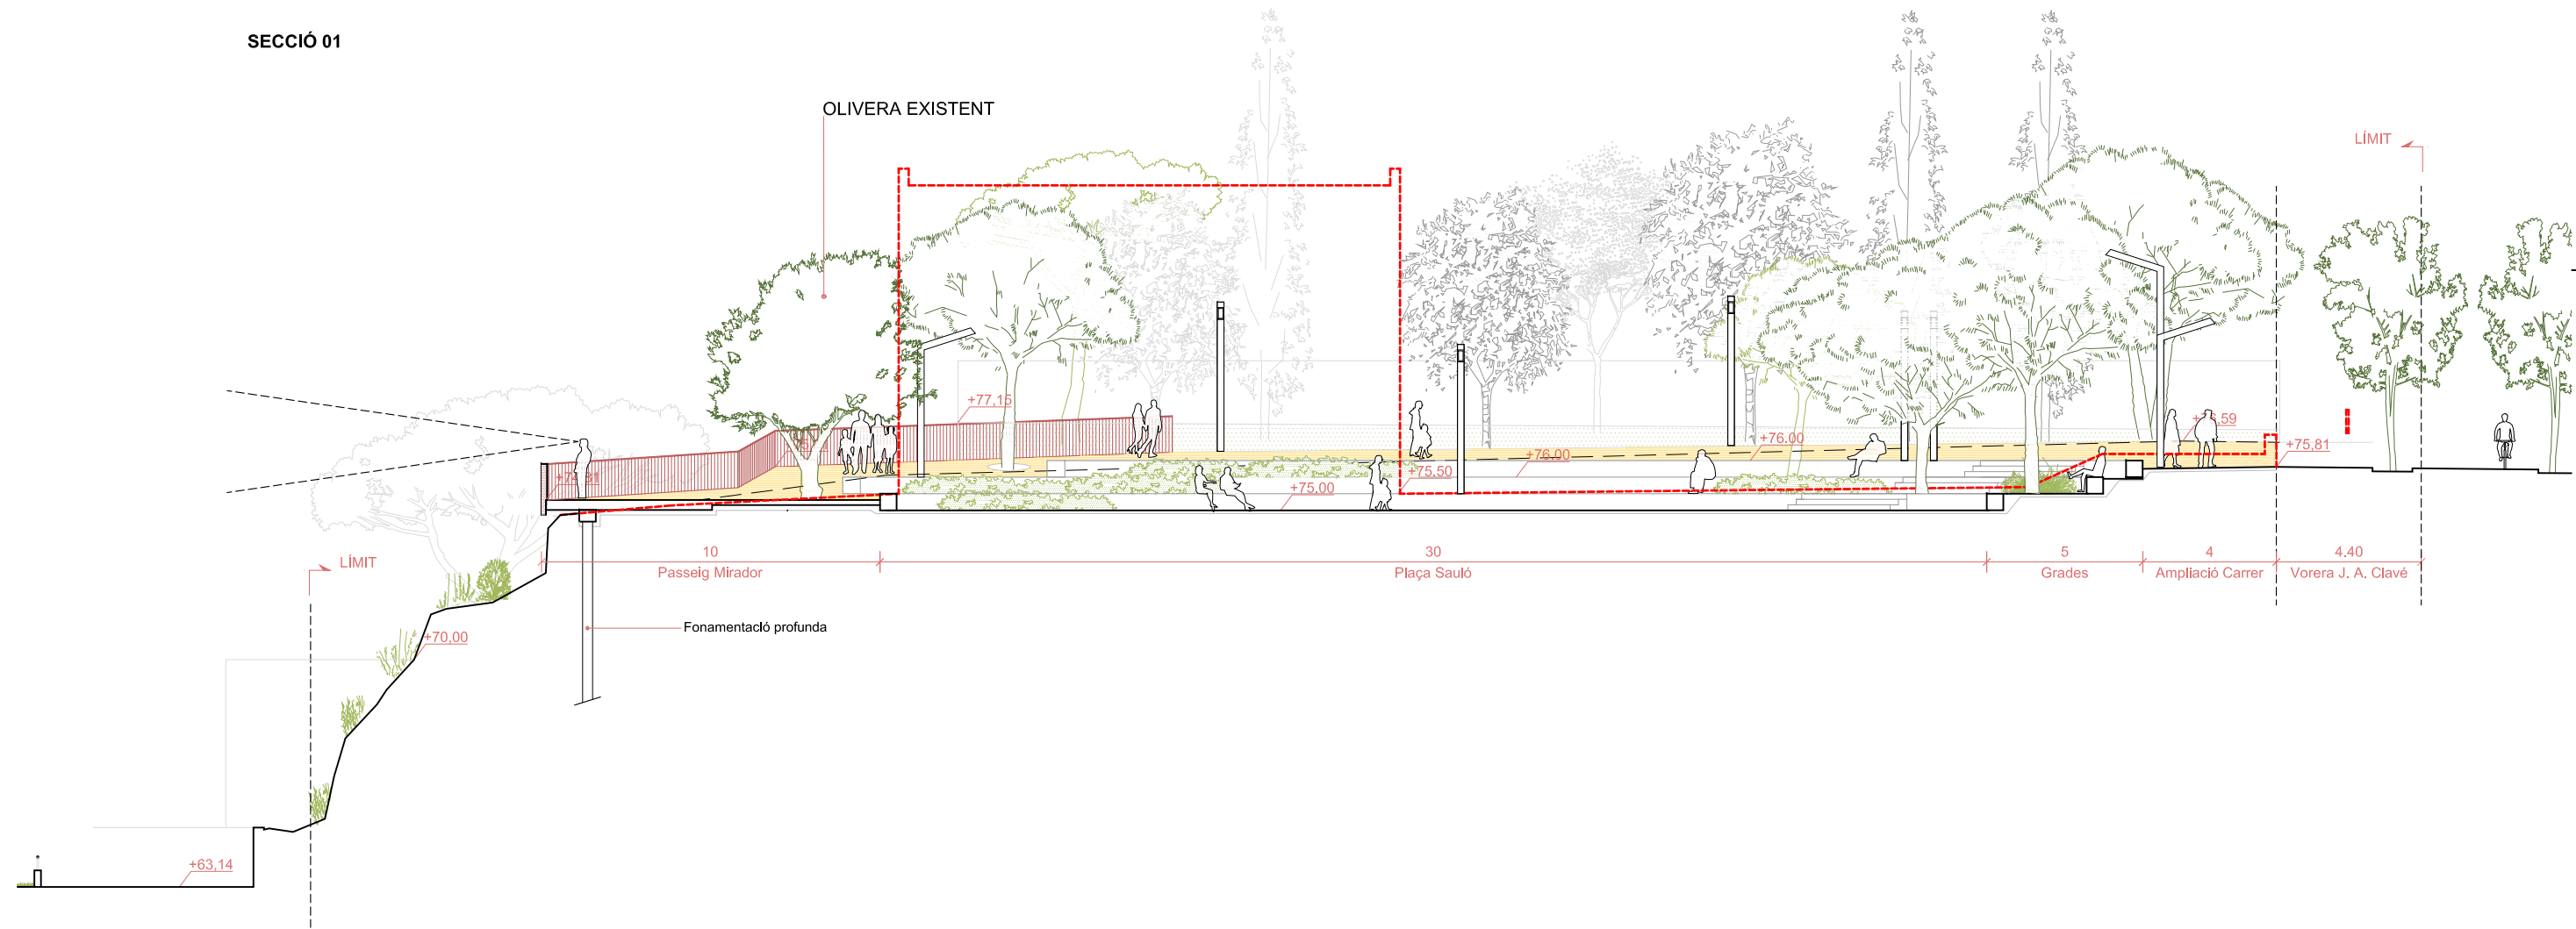 SECCIÓ 01
OLIVERA EXISTENT
LÍMIT
+77,15
+75,81
+76.00
+76.00
+75,50
+75.00
LÍMIT
10
30
5
4
4.40
Passeig Mirador
Plaça Sauló
Grades
Ampliació Carrer
Vorera J. A. Clavé
Fonamentació profunda
+70,00
+63,14